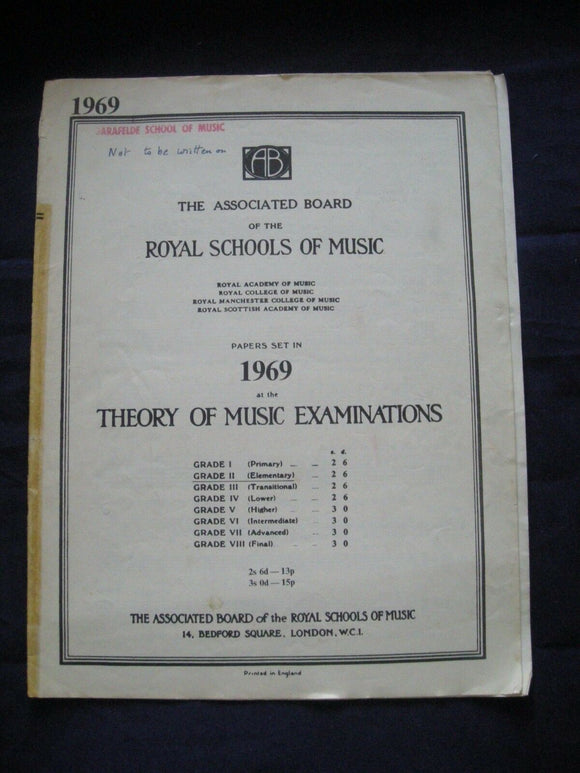 1969
ARAFELDE SCHOOL OF MUSIC
Not to be written on
AB
THE ASSOCIATED BOARD
OF THE
ROYAL SCHOOLS OF MUSIC
ROYAL ACADEMY OF MUSIC
ROYAL COLLEGE OF MUSIC
ROYAL MANCHESTER COLLEGE OF MUSIC
ROYAL SCOTTISH ACADEMY OF MUSIC
PAPERS SET IN
1969
at the
THEORY OF MUSIC EXAMINATIONS
s. d.
GRADE I (Primary) ... ... 2 6
GRADE II (Elementary) ... 2 6
GRADE III (Transitional) ... 2 6
GRADE IV (Lower) ... ... 2 6
GRADE V (Higher) ... ... 3 0
GRADE VI (Intermediate) ... 3 0
GRADE VII (Advanced) ... 3 0
GRADE VIII (Final) ... ... 3 0
2s 6d — 13p
3s 0d — 15p
THE ASSOCIATED BOARD of the ROYAL SCHOOLS OF MUSIC
14, BEDFORD SQUARE, LONDON, W.C.1.
Printed in England